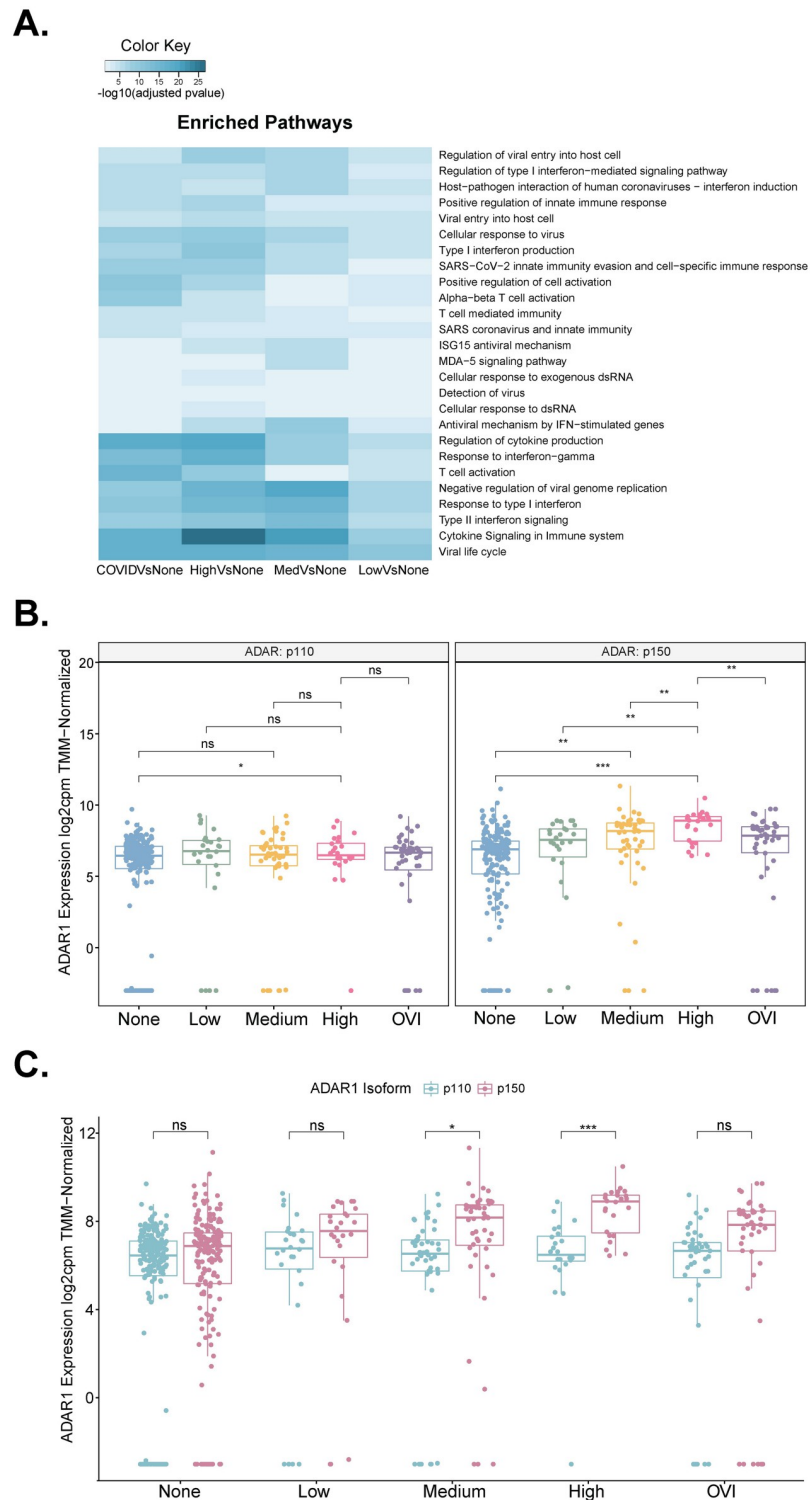 A.
Color Key
5 10 15 20 25
-log10(adjusted pvalue)
Enriched Pathways
Regulation of viral entry into host cell
Regulation of type I interferon−mediated signaling pathway
Host−pathogen interaction of human coronaviruses − interferon induction
Positive regulation of innate immune response
Viral entry into host cell
Cellular response to virus
Type I interferon production
SARS−CoV−2 innate immunity evasion and cell−specific immune response
Positive regulation of cell activation
Alpha−beta T cell activation
T cell mediated immunity
SARS coronavirus and innate immunity
ISG15 antiviral mechanism
MDA−5 signaling pathway
Cellular response to exogenous dsRNA
Detection of virus
Cellular response to dsRNA
Antiviral mechanism by IFN−stimulated genes
Regulation of cytokine production
Response to interferon−gamma
T cell activation
Negative regulation of viral genome replication
Response to type I interferon
Type II interferon signaling
Cytokine Signaling in Immune system
Viral life cycle
COVIDVsNone HighVsNone MedVsNone LowVsNone
B.
ADAR: p110 ADAR: p150
ADAR1 Expression log2cpm TMM−Normalized
20
15
10
5
0
ns
ns
ns
ns
*
**
**
**
**
***
None Low Medium High OVI
None Low Medium High OVI
C.
ADAR1 Isoform p110 p150
ADAR1 Expression log2cpm TMM−Normalized
12
8
4
0
ns ns * *** ns
None Low Medium High OVI